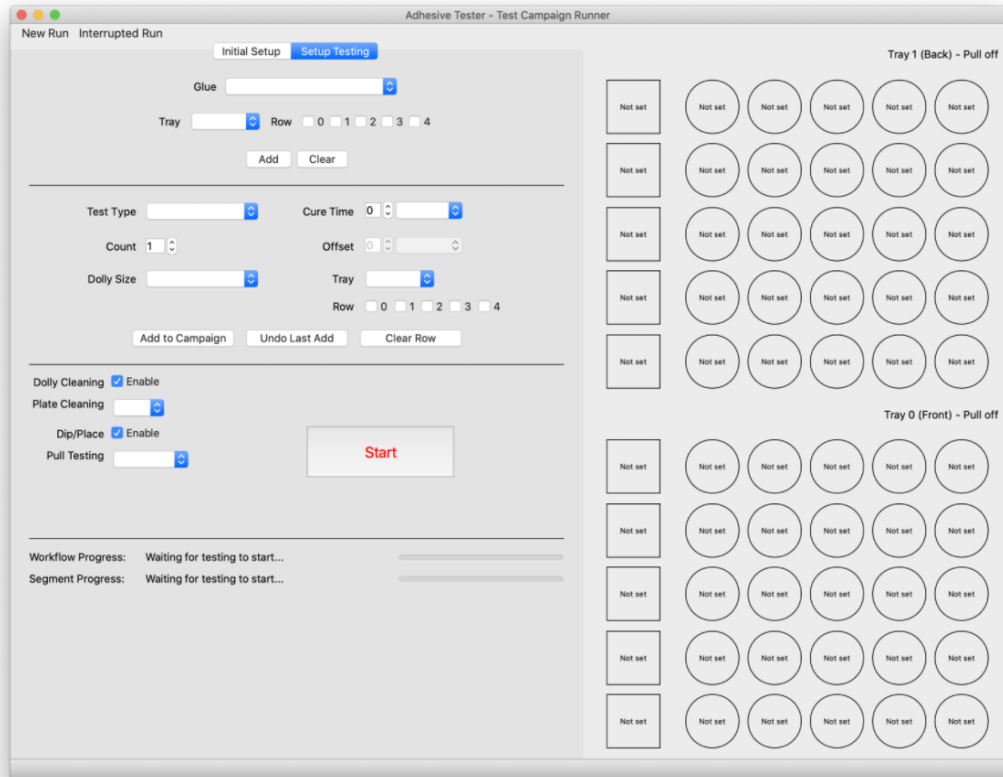 Adhesive Tester - Test Campaign Runner
New Run Interrupted Run
Initial Setup Setup Testing
Glue
Tray Row 0 1 2 3 4
Add Clear
Test Type Cure Time 0
Count 1 Offset 0
Dolly Size Tray
Row 0 1 2 3 4
Add to Campaign Undo Last Add Clear Row
Dolly Cleaning Enable
Plate Cleaning
Dip/Place Enable
Pull Testing
Start
Workflow Progress: Waiting for testing to start...
Segment Progress: Waiting for testing to start...
Tray 1 (Back) - Pull off
Not set Not set Not set Not set Not set Not set
Not set Not set Not set Not set Not set Not set
Not set Not set Not set Not set Not set Not set
Not set Not set Not set Not set Not set Not set
Not set Not set Not set Not set Not set Not set
Tray 0 (Front) - Pull off
Not set Not set Not set Not set Not set Not set
Not set Not set Not set Not set Not set Not set
Not set Not set Not set Not set Not set Not set
Not set Not set Not set Not set Not set Not set
Not set Not set Not set Not set Not set Not set